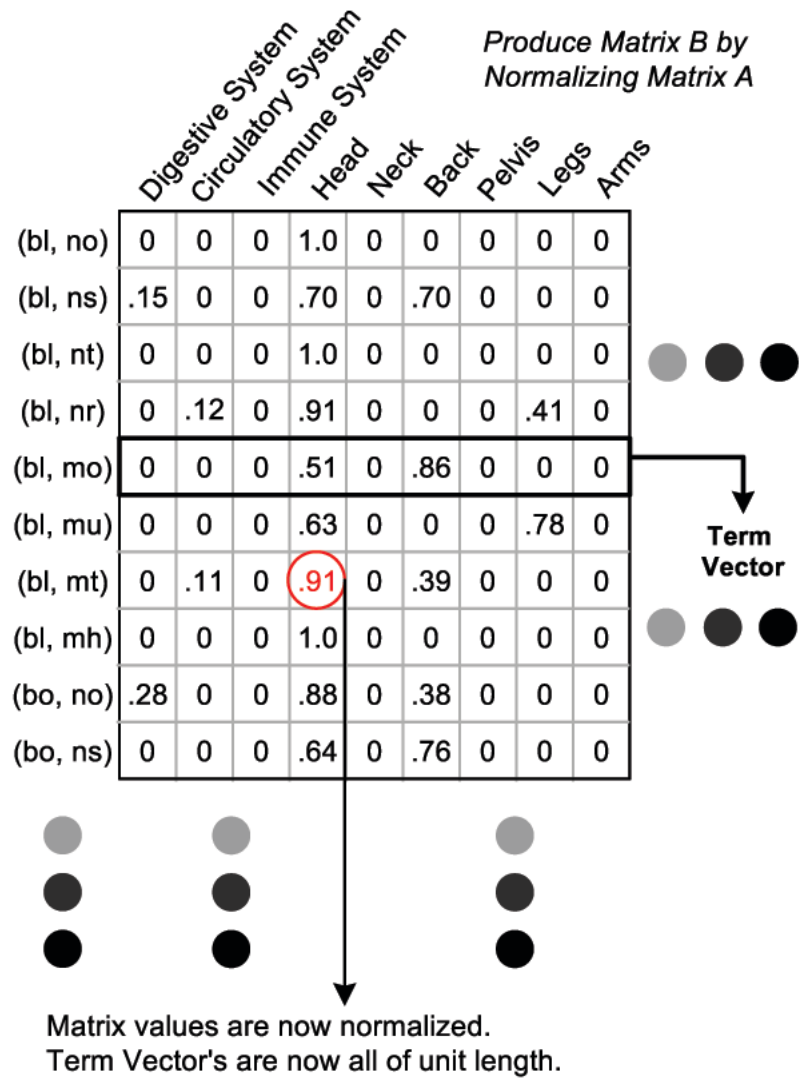 Produce Matrix B by
Normalizing Matrix A
Digestive System
Circulatory System
Immune System
Head
Neck
Back
Pelvis
Legs
Arms
(bl, no) 0 0 0 1.0 0 0 0 0 0
(bl, ns) .15 0 0 .70 0 .70 0 0 0
(bl, nt) 0 0 0 1.0 0 0 0 0 0
(bl, nr) 0 .12 0 .91 0 0 0 .41 0
(bl, mo) 0 0 0 .51 0 .86 0 0 0
(bl, mu) 0 0 0 .63 0 0 0 .78 0
Term
Vector
(bl, mt) 0 .11 0 .91 0 .39 0 0 0
(bl, mh) 0 0 0 1.0 0 0 0 0 0
(bo, no) .28 0 0 .88 0 .38 0 0 0
(bo, ns) 0 0 0 .64 0 .76 0 0 0
Matrix values are now normalized.
Term Vector's are now all of unit length.